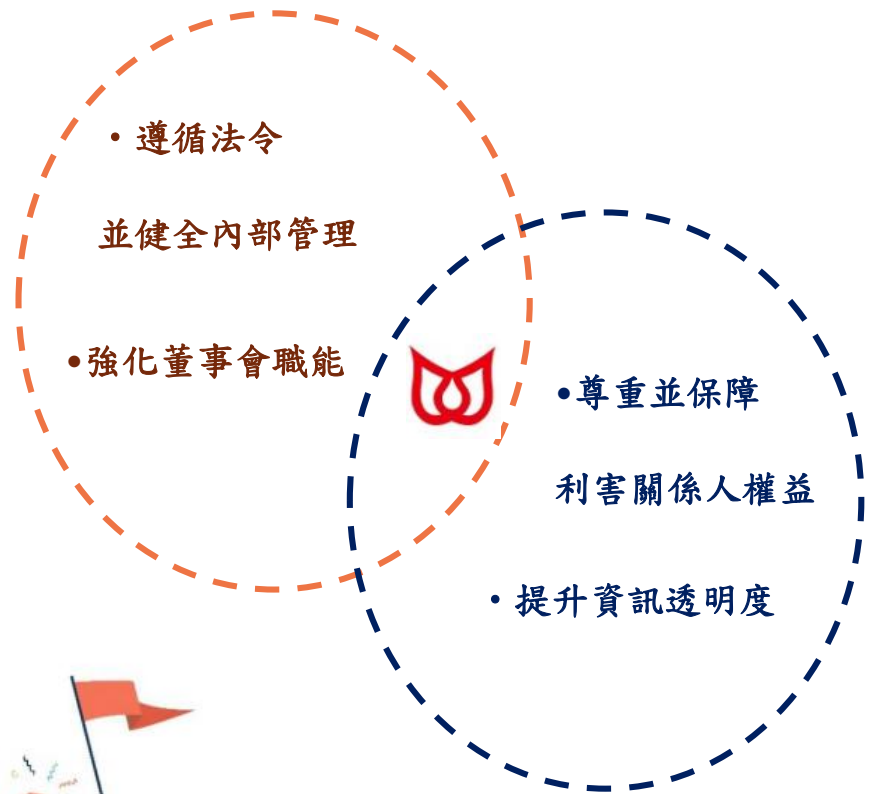 • 遵循法令
並健全內部管理
•強化董事會職能
•尊重並保障
利害關係人權益
• 提升資訊透明度